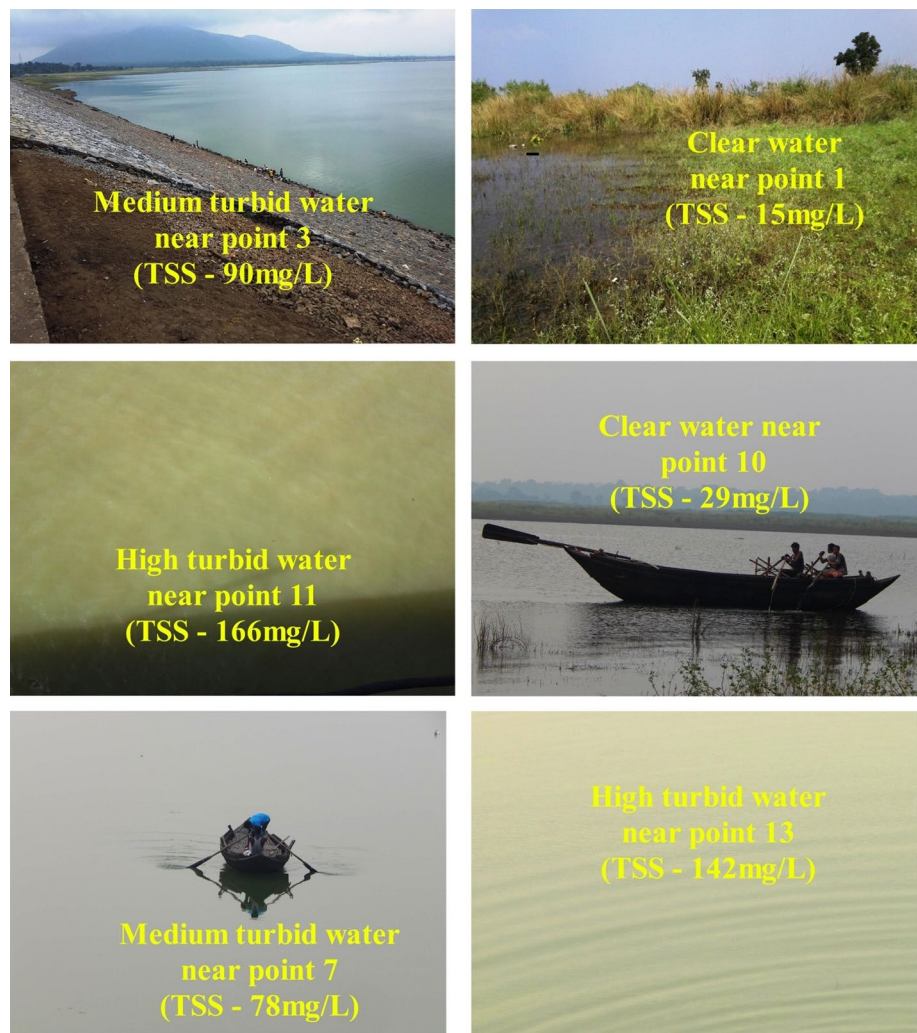 Medium turbid water
near point 3
(TSS - 90mg/L)
Clear water
near point 1
(TSS - 15mg/L)
High turbid water
near point 11
(TSS - 166mg/L)
Clear water near
point 10
(TSS - 29mg/L)
Medium turbid water
near point 7
(TSS - 78mg/L)
High turbid water
near point 13
(TSS - 142mg/L)